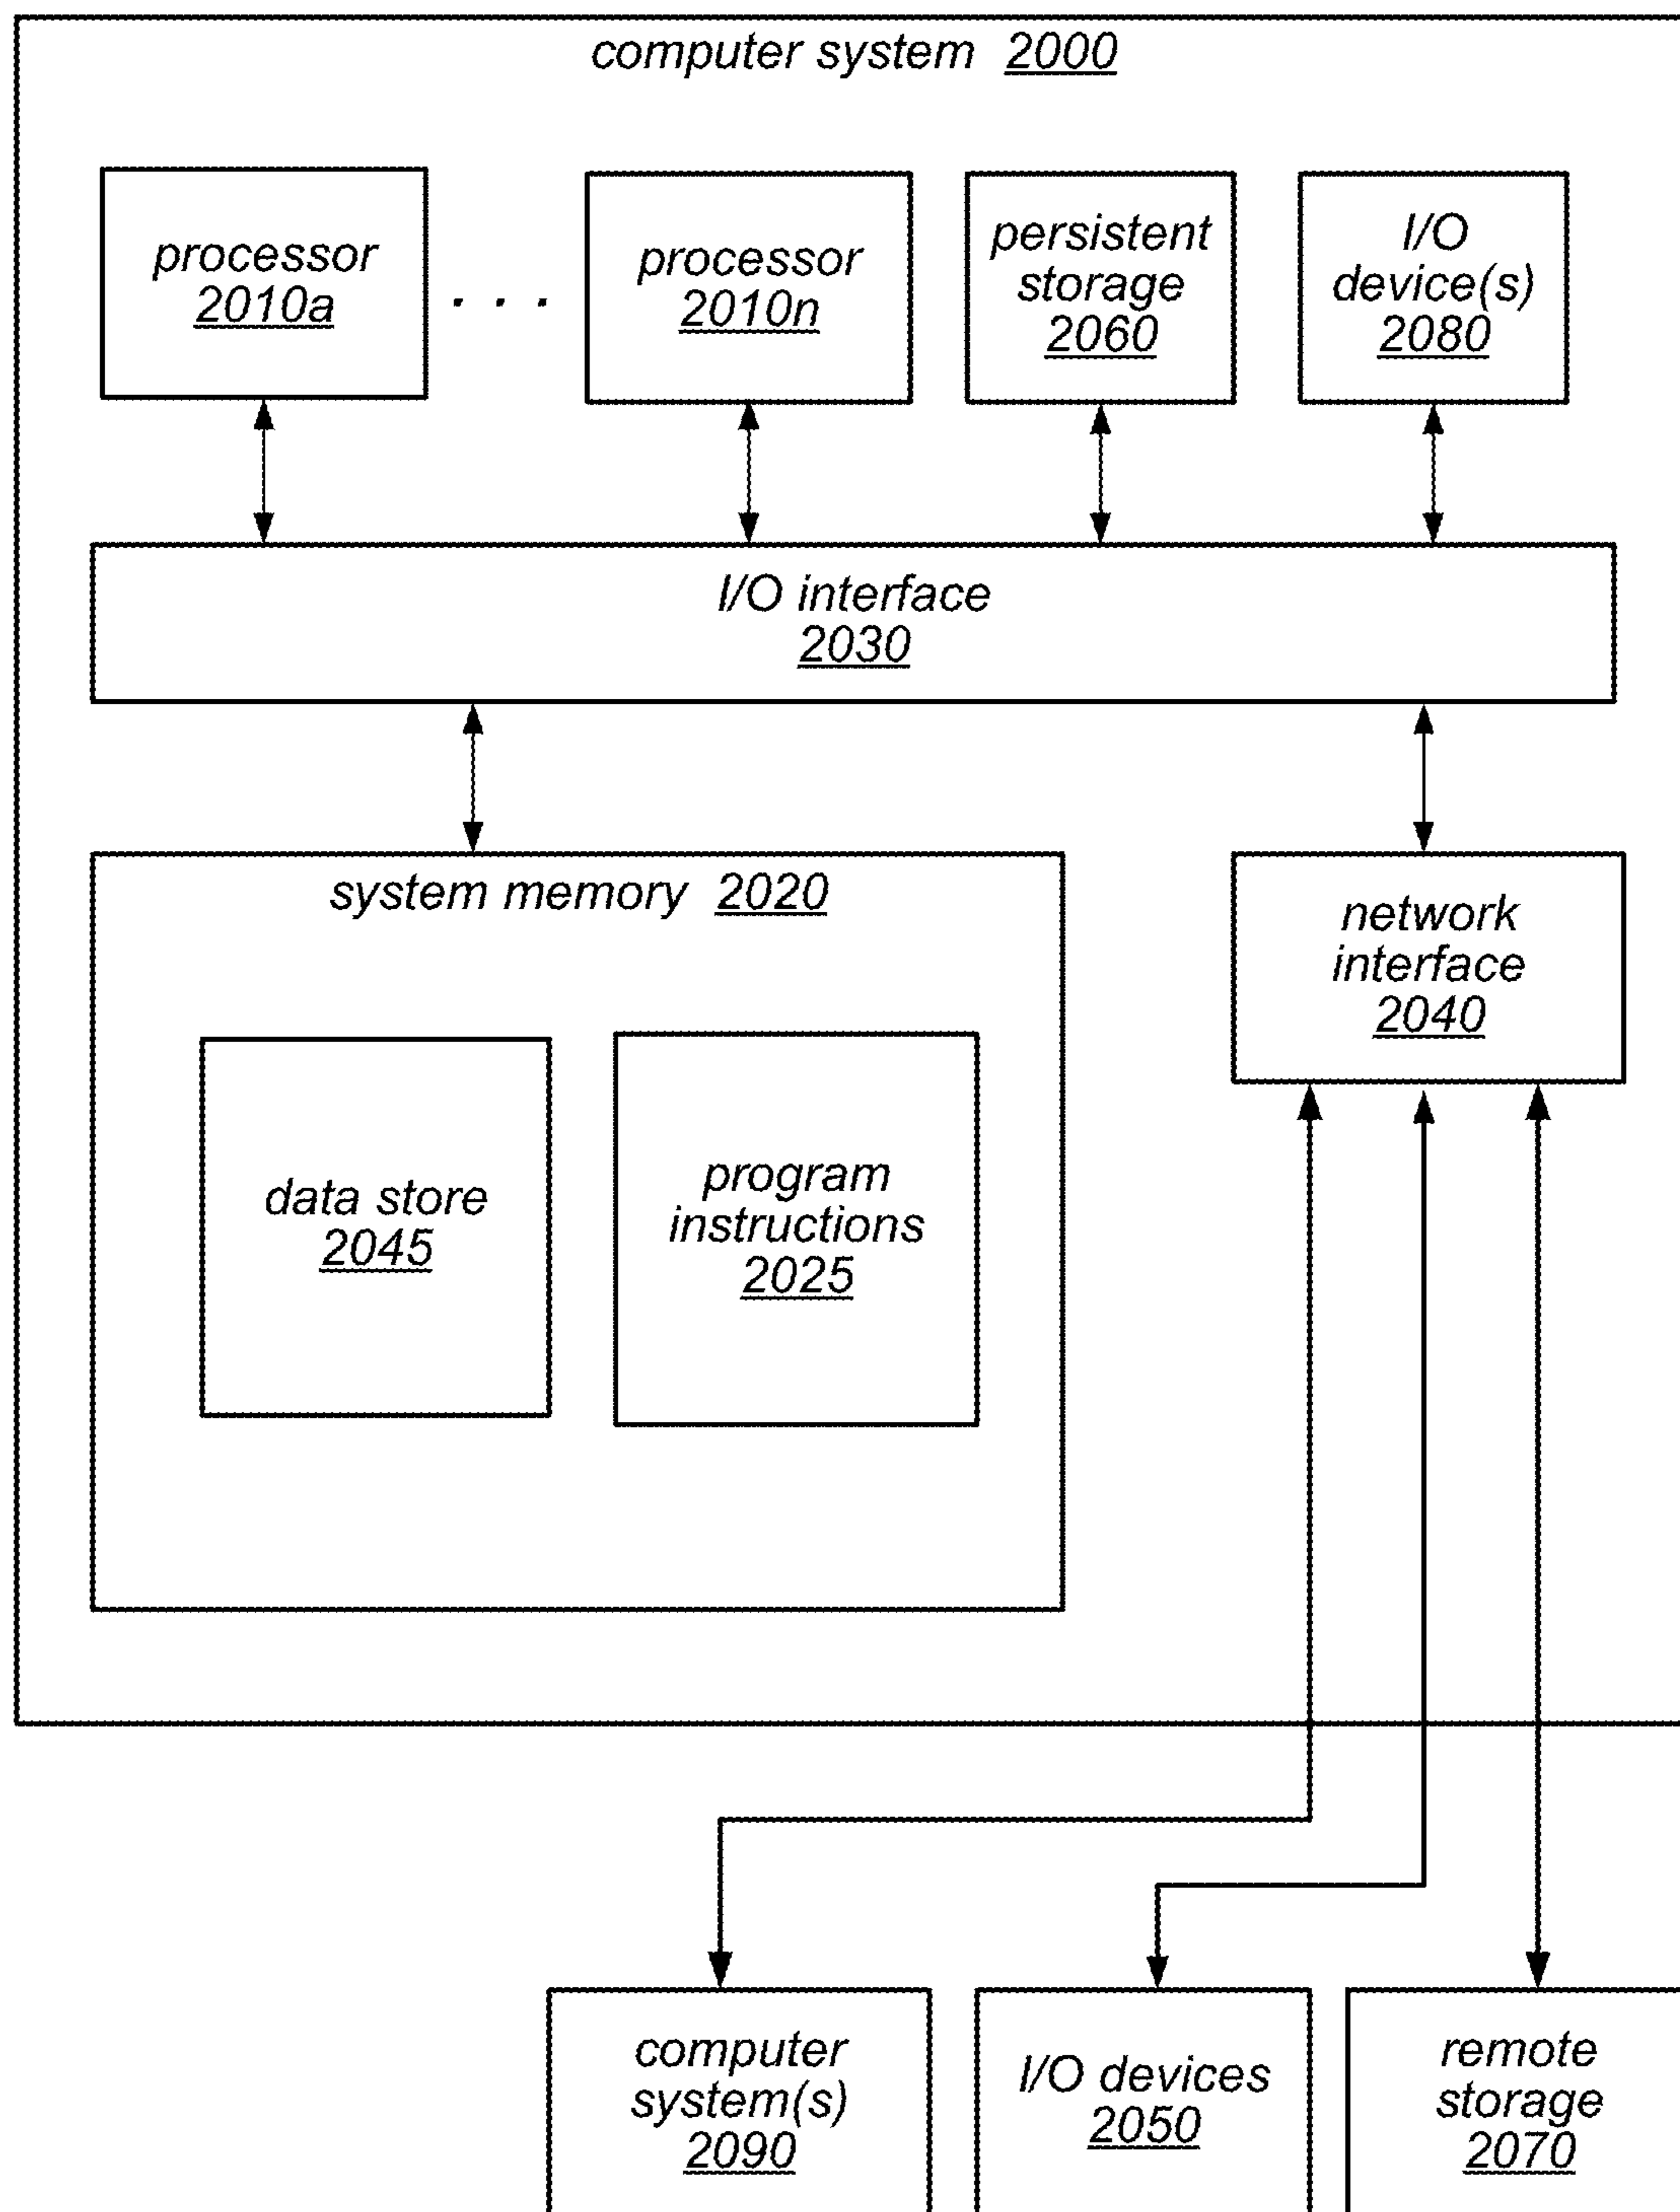 computer system 2000
processor
2010a
. . .
processor
2010n
persistent
storage
2060
I/O
device(s)
2080
I/O interface
2030
system memory 2020
data store
2045
program
instructions
2025
network
interface
2040
computer
system(s)
2090
I/O devices
2050
remote
storage
2070